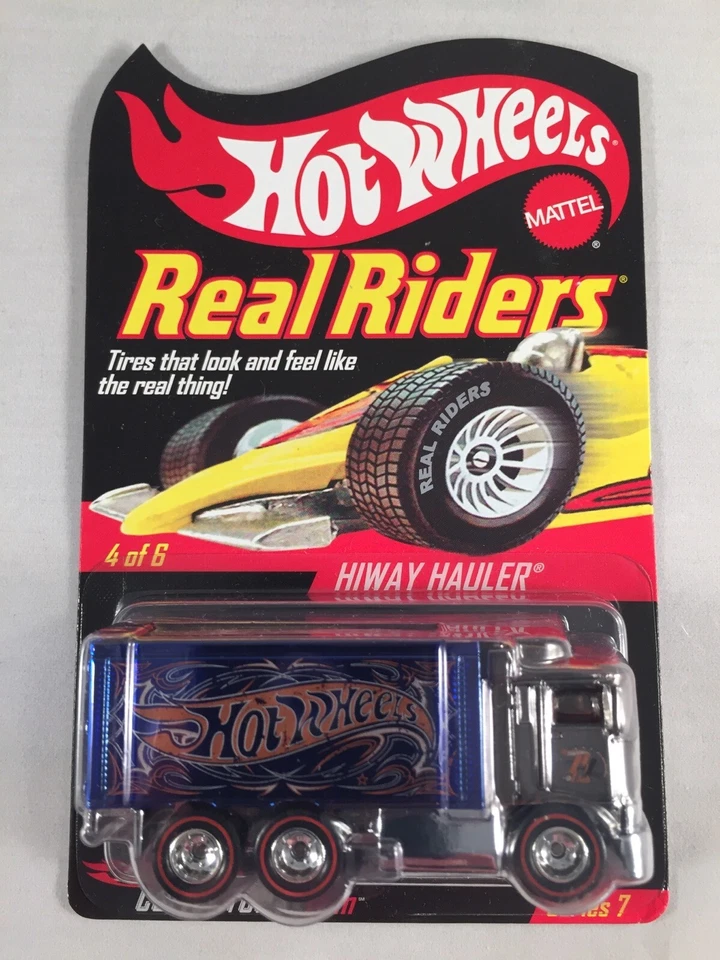 HOT WHEELS®
MATTEL
®
Real Riders®
Tires that look and feel like
the real thing!
REAL RIDERS
4 of 6
HIWAY HAULER®
HOT WHEELS
7